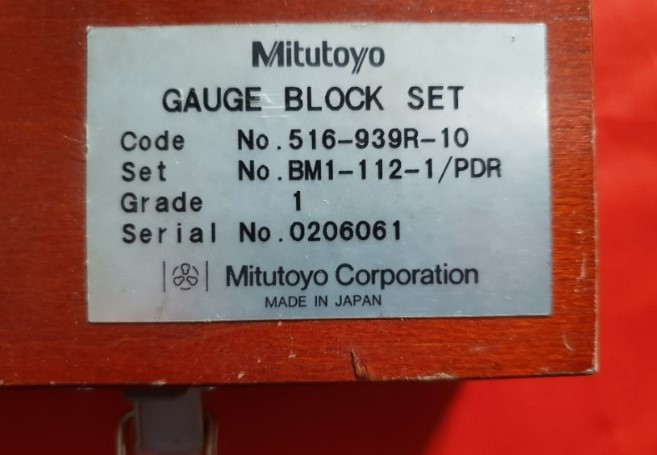 Mitutoyo
GAUGE BLOCK SET
Code No.516-939R-10
Set No.BM1-112-1/PDR
Grade 1
Serial No.0206061
Mitutoyo Corporation
MADE IN JAPAN